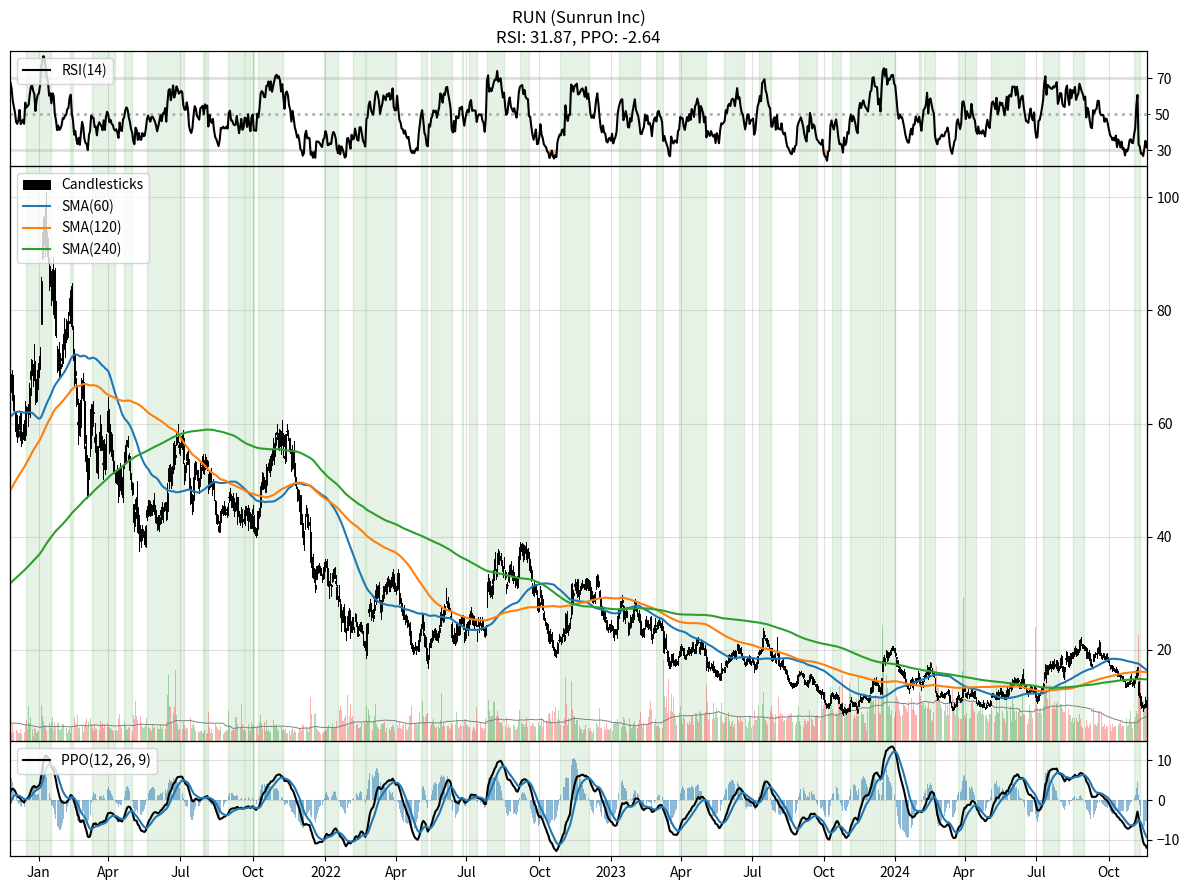 RUN (Sunrun Inc)
RSI: 31.87, PPO: -2.64
RSI(14)
70
50
30
Candlesticks
SMA(60)
SMA(120)
SMA(240)
100
80
60
40
20
PPO(12, 26, 9)
10
0
−10
Jan Apr Jul Oct 2022 Apr Jul Oct 2023 Apr Jul Oct 2024 Apr Jul Oct